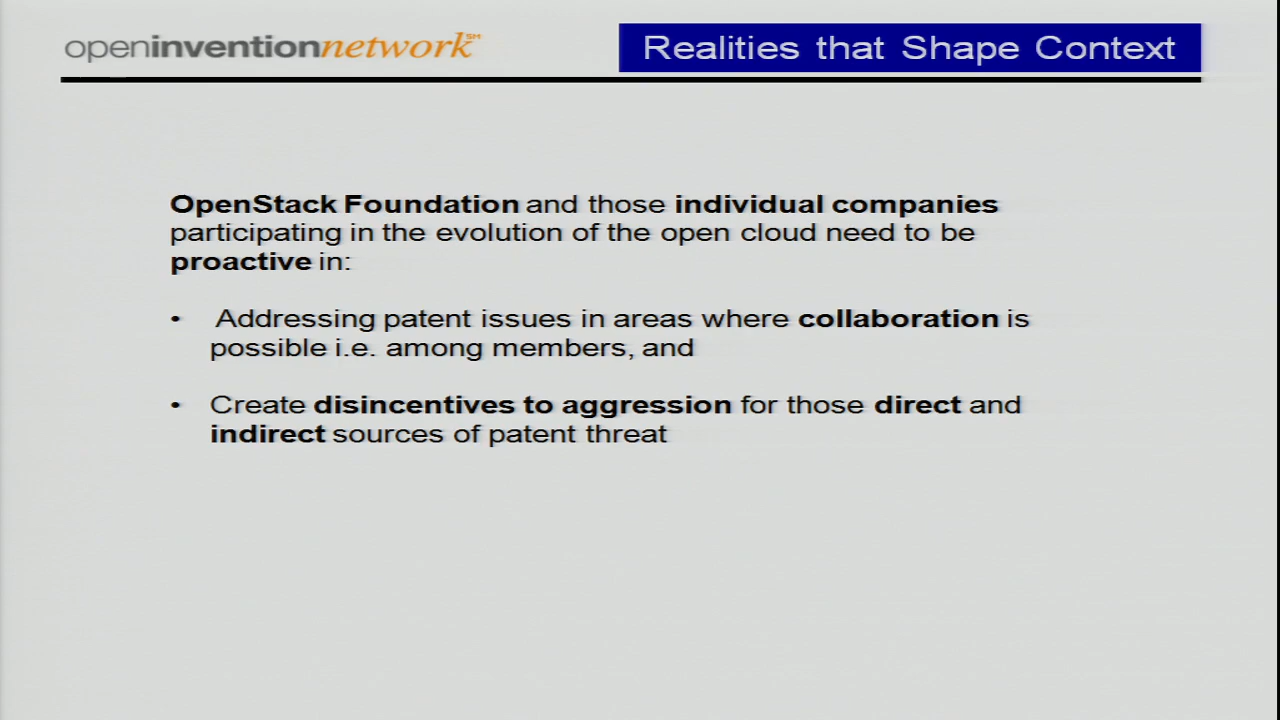 openinventionnetwork℠
Realities that Shape Context
OpenStack Foundation and those individual companies
participating in the evolution of the open cloud need to be
proactive in:
• Addressing patent issues in areas where collaboration is
possible i.e. among members, and
• Create disincentives to aggression for those direct and
indirect sources of patent threat